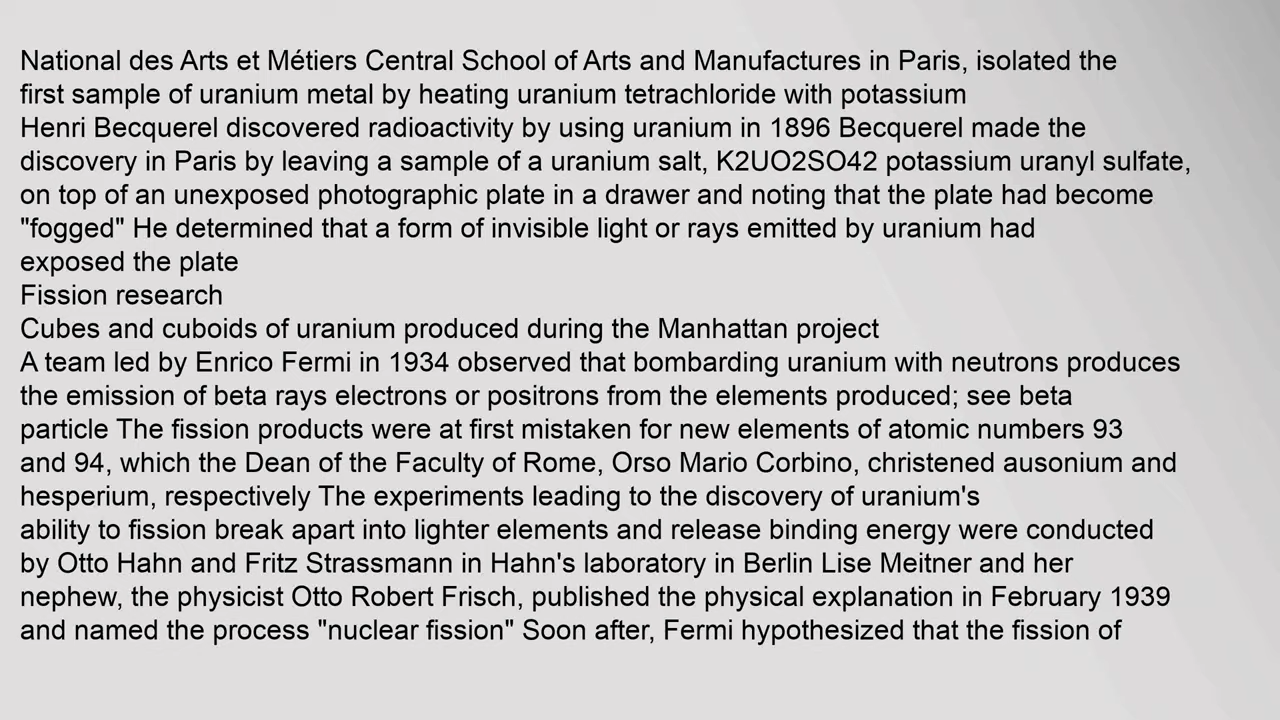 National des Arts et Métiers Central School of Arts and Manufactures in Paris, isolated the
first sample of uranium metal by heating uranium tetrachloride with potassium
Henri Becquerel discovered radioactivity by using uranium in 1896 Becquerel made the
discovery in Paris by leaving a sample of a uranium salt, K2UO2SO42 potassium uranyl sulfate,
on top of an unexposed photographic plate in a drawer and noting that the plate had become
"fogged" He determined that a form of invisible light or rays emitted by uranium had
exposed the plate
Fission research
Cubes and cuboids of uranium produced during the Manhattan project
A team led by Enrico Fermi in 1934 observed that bombarding uranium with neutrons produces
the emission of beta rays electrons or positrons from the elements produced; see beta
particle The fission products were at first mistaken for new elements of atomic numbers 93
and 94, which the Dean of the Faculty of Rome, Orso Mario Corbino, christened ausonium and
hesperium, respectively The experiments leading to the discovery of uranium's
ability to fission break apart into lighter elements and release binding energy were conducted
by Otto Hahn and Fritz Strassmann in Hahn's laboratory in Berlin Lise Meitner and her
nephew, the physicist Otto Robert Frisch, published the physical explanation in February 1939
and named the process "nuclear fission" Soon after, Fermi hypothesized that the fission of